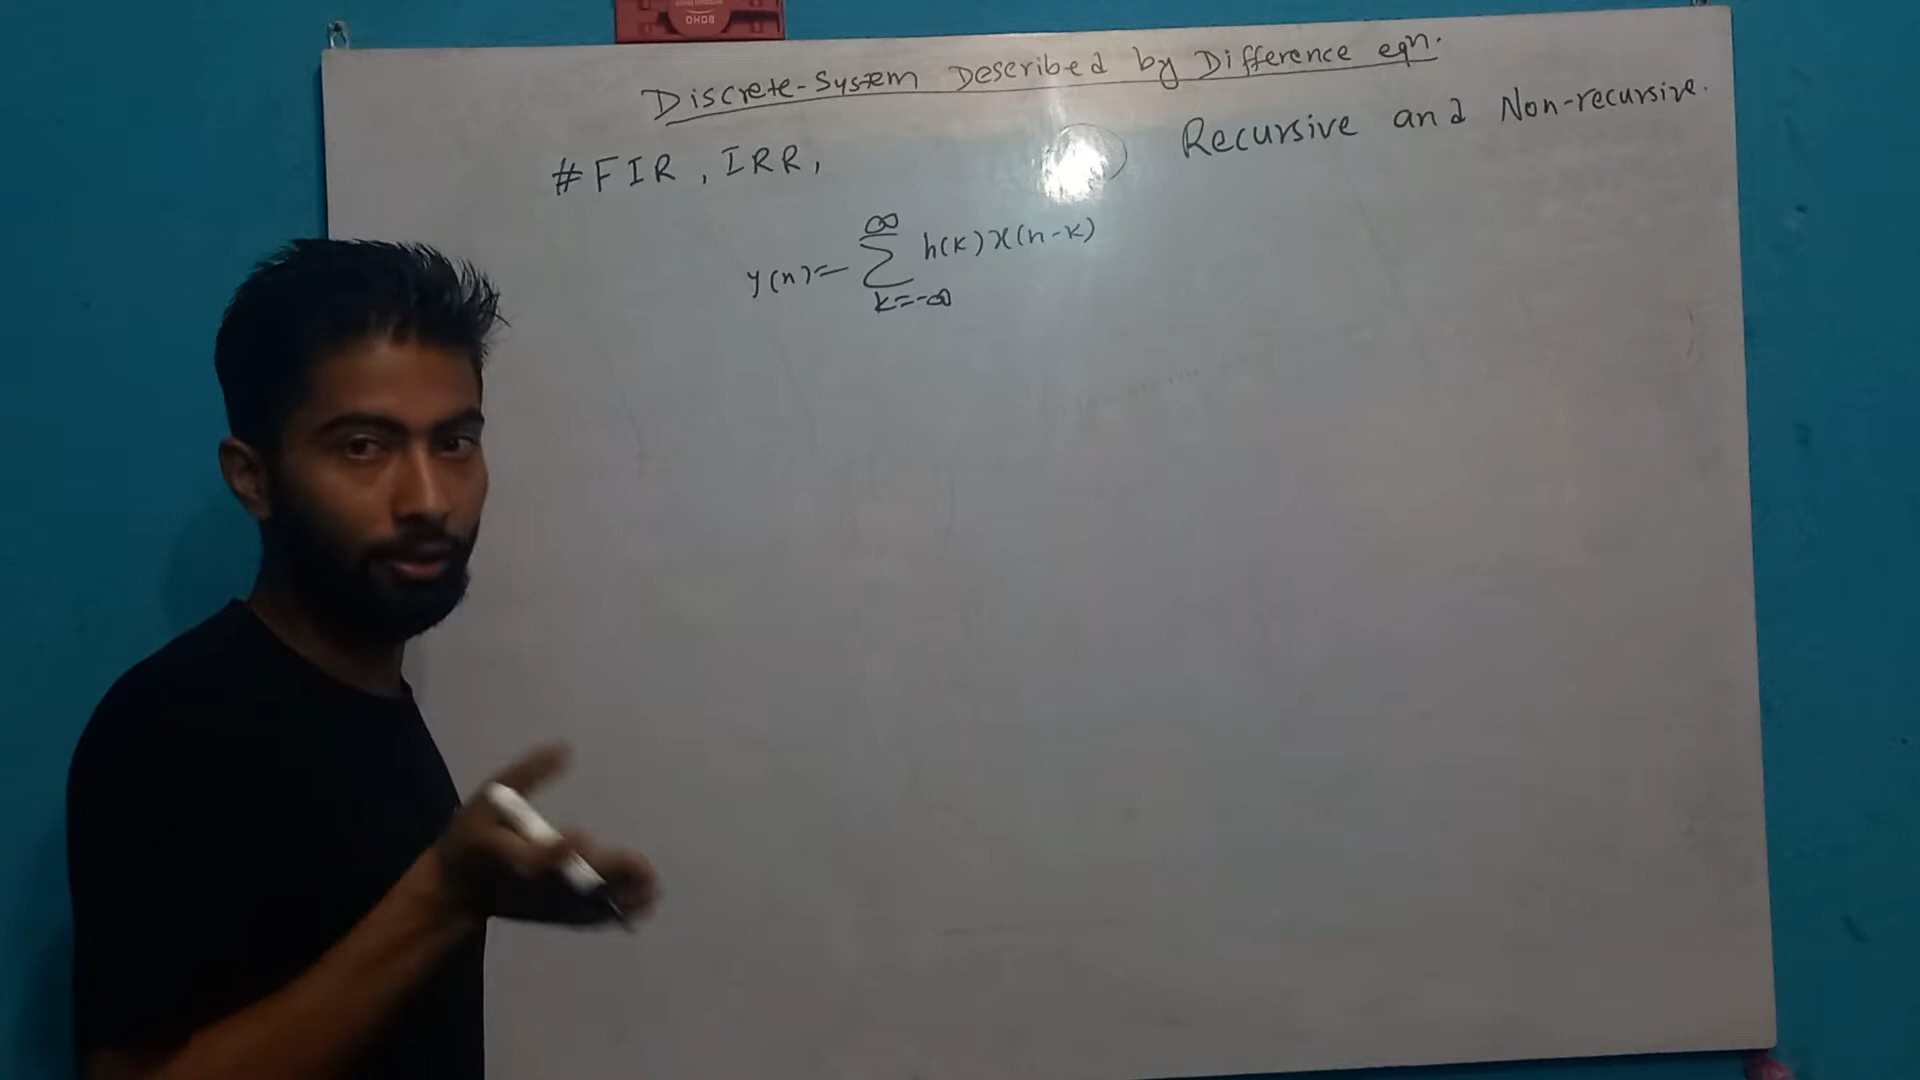 Discrete-System Described by Difference eqn.
Recursive and Non-recursive.
#FIR, IRR,
y(n)= ∞ ∑ k=-∞ h(k)x(n-k)